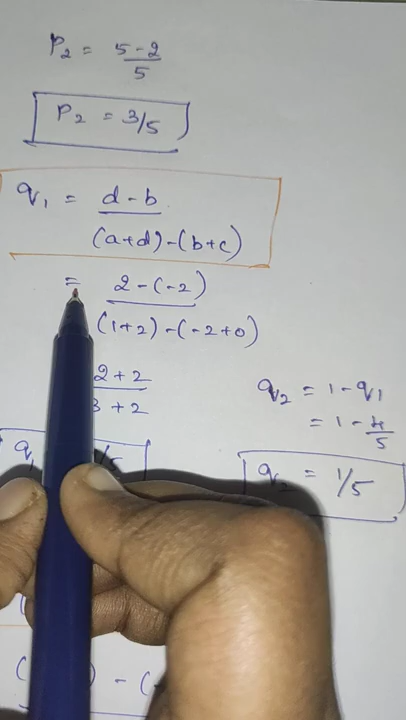 P₂ = 5-2/5
P₂ = 3/5
q₁ = d-b/(a+d)-(b+c)
= 2-(-2)/(1+2)-(-2+0)
2+2/3+2
q₂ = 1-q₁
= 1-4/5
q₂ = 1/5